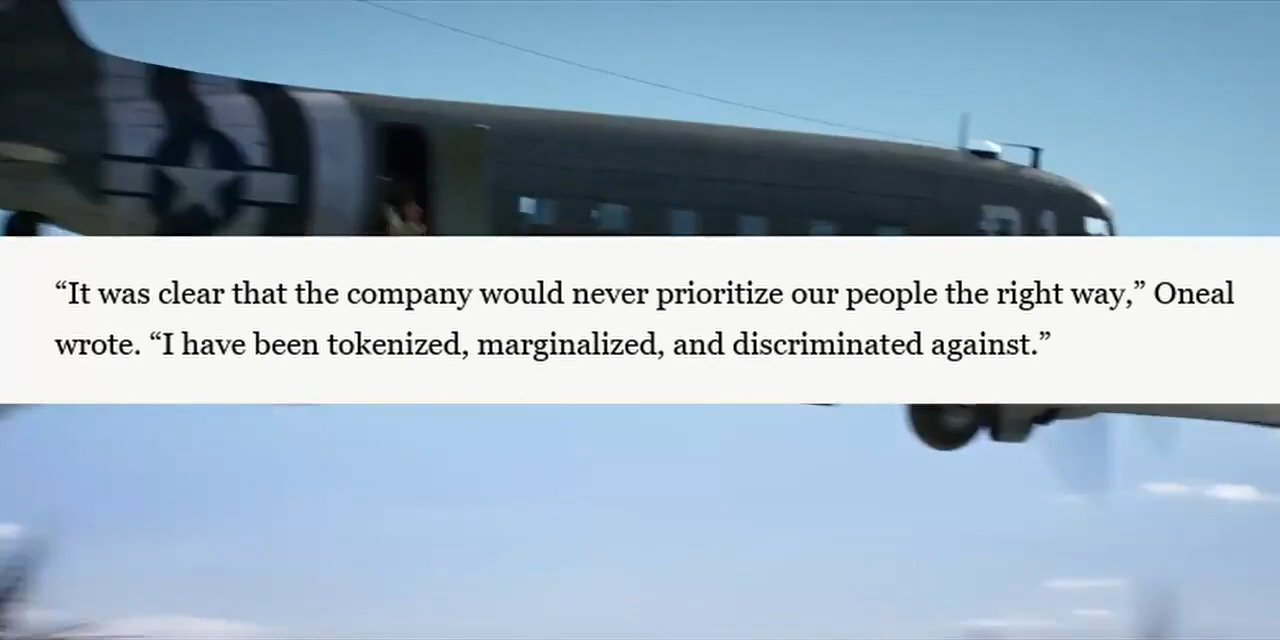 “It was clear that the company would never prioritize our people the right way,” Oneal
wrote. “I have been tokenized, marginalized, and discriminated against.”